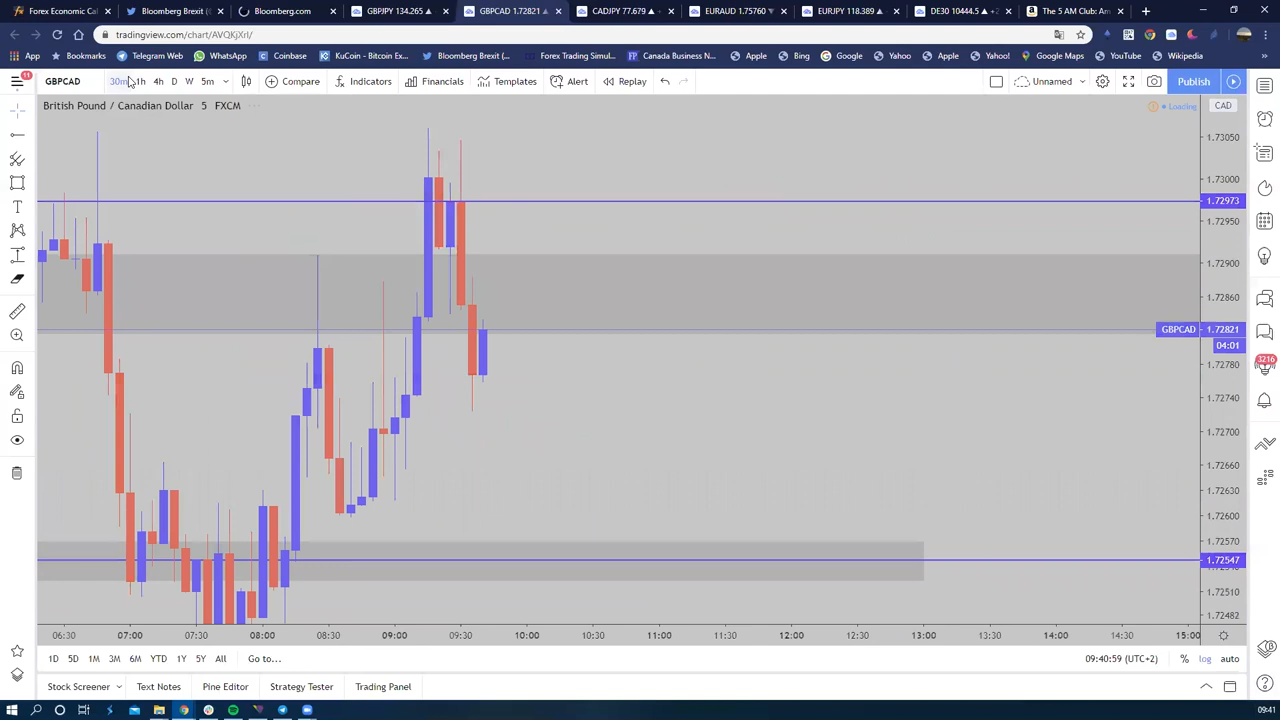 Forex Economic Cal
Bloomberg Brexit (
Bloomberg.com
GBPJPY 134.265 ▲
GBPCAD 1.72821 ▲
CADJPY 77.679 ▲
EURAUD 1.75760
EURJPY 118.389 ▲
DE30 10444.5 ▲
The 5 AM Club: Am
tradingview.com/chart/AVQKjXrl/
App
Bookmarks
Telegram Web
WhatsApp
Coinbase
KuCoin - Bitcoin Ex...
Bloomberg Brexit (...
Forex Trading Simul...
Canada Business N...
App
Bing
Google
Apple
Yahoo!
Google Maps
YouTube
Wikipedia
11
GBPCAD
30m
1h
4h
D
W
5m
Compare
Indicators
Financials
Templates
Alert
Replay
Unnamed
Publish
British Pound / Canadian Dollar 5 FXCM
Loading
CAD
1.73050
1.73000
1.72973
1.72950
1.72900
1.72860
GBPCAD 1.72821
04:01
1.72780
1.72740
1.72700
1.72660
1.72630
1.72600
1.72570
1.72547
1.72510
1.72482
3216
06:30
07:00
07:30
08:00
08:30
09:00
09:30
10:00
10:30
11:00
11:30
12:00
12:30
13:00
13:30
14:00
14:30
15:00
1D
5D
1M
3M
6M
YTD
1Y
5Y
All
Go to...
09:40:59 (UTC+2)
%
log
auto
Stock Screener
Text Notes
Pine Editor
Strategy Tester
Trading Panel
09:41